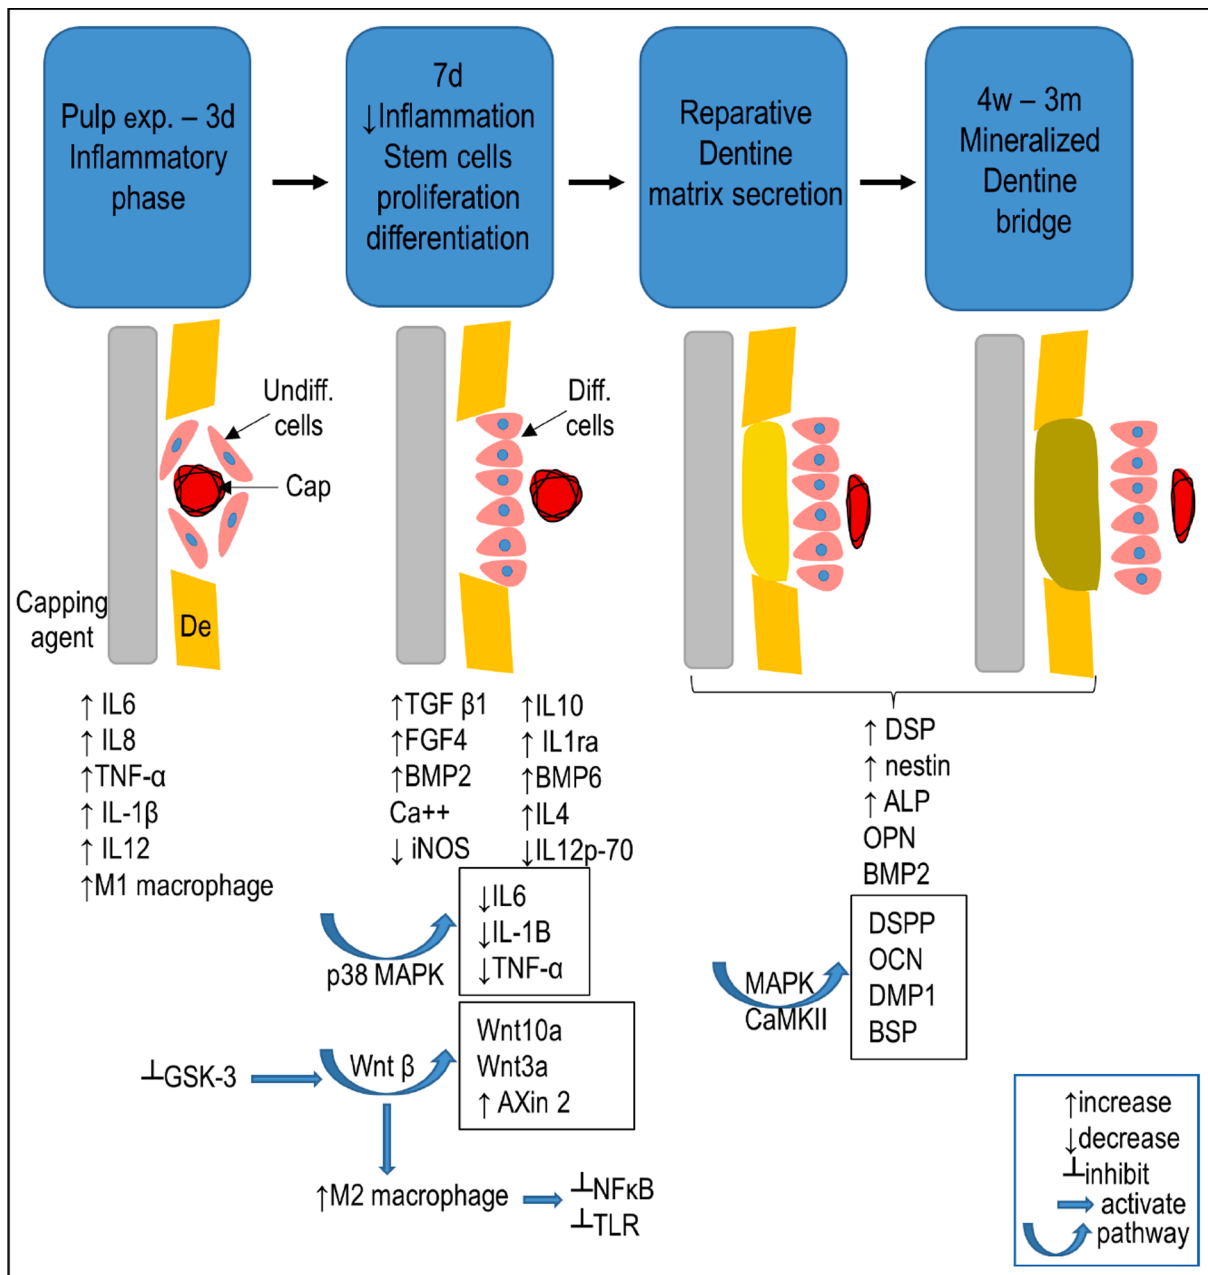 Pulp exp. – 3d
Inflammatory
phase
7d
↓Inflammation
Stem cells
proliferation
differentiation
Reparative
Dentine
matrix secretion
4w – 3m
Mineralized
Dentine
bridge
Undiff.
cells
Cap
Capping
agent
De
Diff.
cells
↑ IL6
↑ IL8
↑TNF-α
↑ IL-1β
↑ IL12
↑M1 macrophage
↑TGF β1
↑FGF4
↑BMP2
Ca++
↓ iNOS
↑IL10
↑ IL1ra
↑BMP6
↑IL4
↓IL12p-70
p38 MAPK
↓IL6
↓IL-1B
↓TNF-α
┴GSK-3
Wnt β
Wnt10a
Wnt3a
↑ AXin 2
↑M2 macrophage
┴NFκB
┴TLR
↑ DSP
↑ nestin
↑ ALP
OPN
BMP2
MAPK
CaMKII
DSPP
OCN
DMP1
BSP
↑increase
↓decrease
┴inhibit
activate
pathway